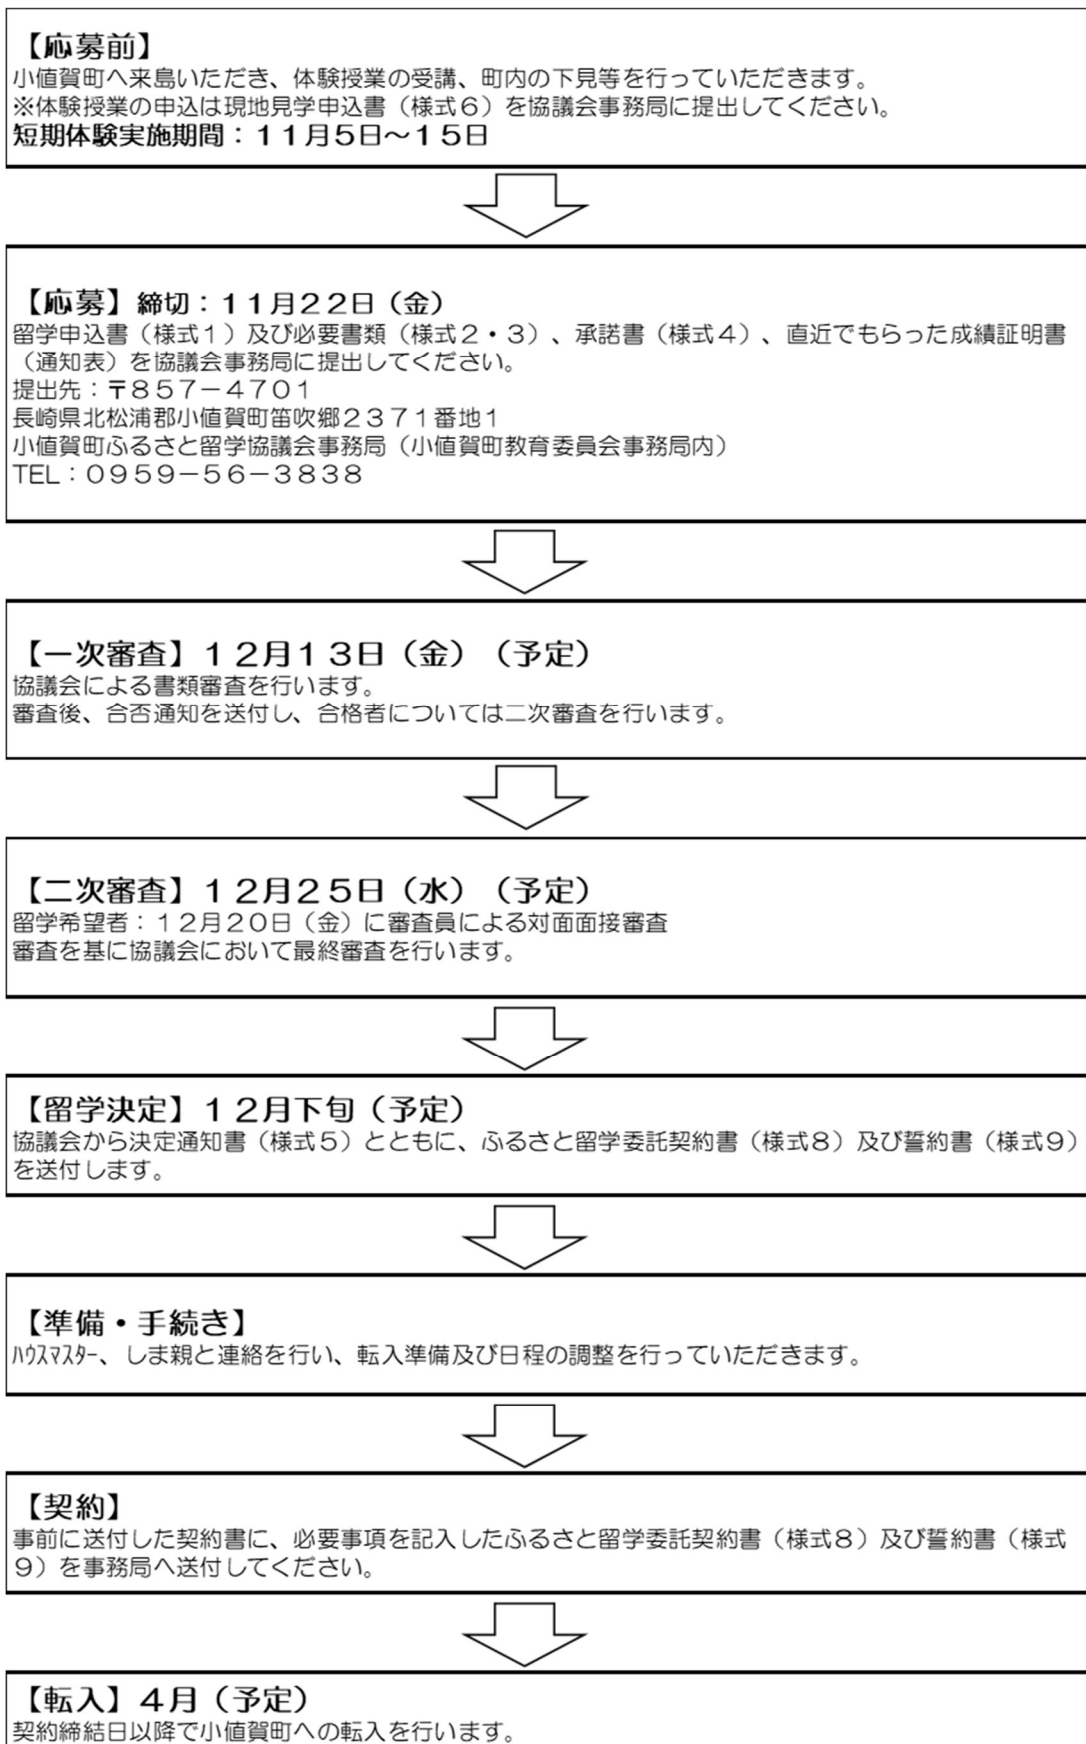 【応募前】
小値賀町へ来島いただき、体験授業の受講、町内の下見等を行っていただきます。
※体験授業の申込は現地見学申込書（様式６）を協議会事務局に提出してください。
短期体験実施期間：１１月５日～１５日
【応募】締切：１１月２２日（金）
留学申込書（様式１）及び必要書類（様式２・３）、承諾書（様式４）、直近でもらった成績証明書
（通知表）を協議会事務局に提出してください。
提出先：〒８５７－４７０１
長崎県北松浦郡小値賀町笛吹郷２３７１番地１
小値賀町ふるさと留学協議会事務局（小値賀町教育委員会事務局内）
TEL：０９５９－５６－３８３８
【一次審査】１２月１３日（金）（予定）
協議会による書類審査を行います。
審査後、合否通知を送付し、合格者については二次審査を行います。
【二次審査】１２月２５日（水）（予定）
留学希望者：１２月２０日（金）に審査員による対面面接審査
審査を基に協議会において最終審査を行います。
【留学決定】１２月下旬（予定）
協議会から決定通知書（様式５）とともに、ふるさと留学委託契約書（様式８）及び誓約書（様式９）
を送付します。
【準備・手続き】
ﾊｳｽﾏｽﾀｰ、しま親と連絡を行い、転入準備及び日程の調整を行っていただきます。
【契約】
事前に送付した契約書に、必要事項を記入したふるさと留学委託契約書（様式８）及び誓約書（様式
９）を事務局へ送付してください。
【転入】４月（予定）
契約締結日以降で小値賀町への転入を行います。